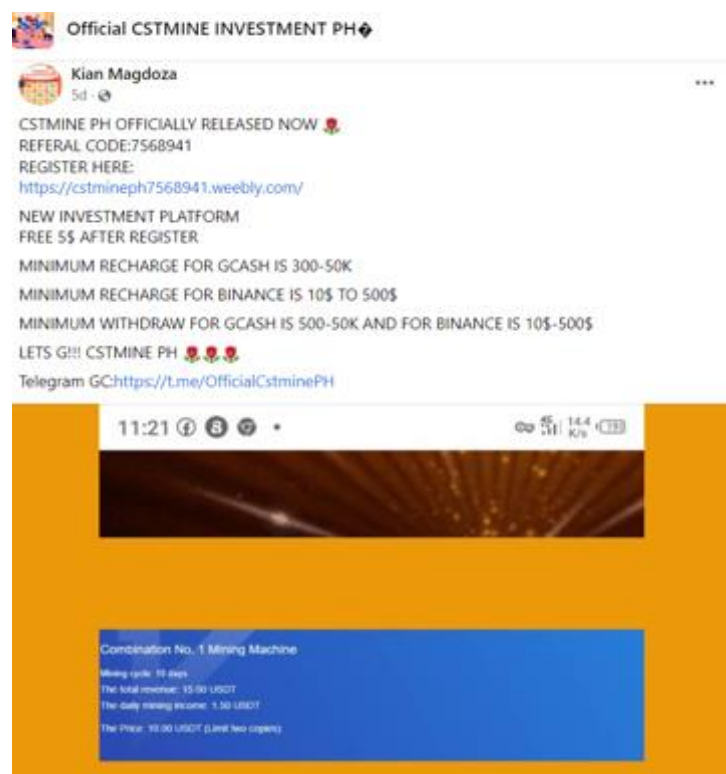 Official CSTMINE INVESTMENT PH�
Kian Magdoza
5d ·
CSTMINE PH OFFICIALLY RELEASED NOW 🌹
REFERAL CODE:7568941
REGISTER HERE:
https://cstmineph7568941.weebly.com/
NEW INVESTMENT PLATFORM
FREE 5$ AFTER REGISTER
MINIMUM RECHARGE FOR GCASH IS 300-50K
MINIMUM RECHARGE FOR BINANCE IS 10$ TO 500$
MINIMUM WITHDRAW FOR GCASH IS 500-50K AND FOR BINANCE IS 10$-500$
LETS G!!! CSTMINE PH 🌹🌹🌹
Telegram GC:https://t.me/OfficialCstminePH
11:21
14.4 K/s
Combination No. 1 Mining Machine
Mining cycle: 10 days
The total revenue: 15.00 USDT
The daily mining income: 1.50 USDT
The Price: 10.00 USDT (Limit two copies)